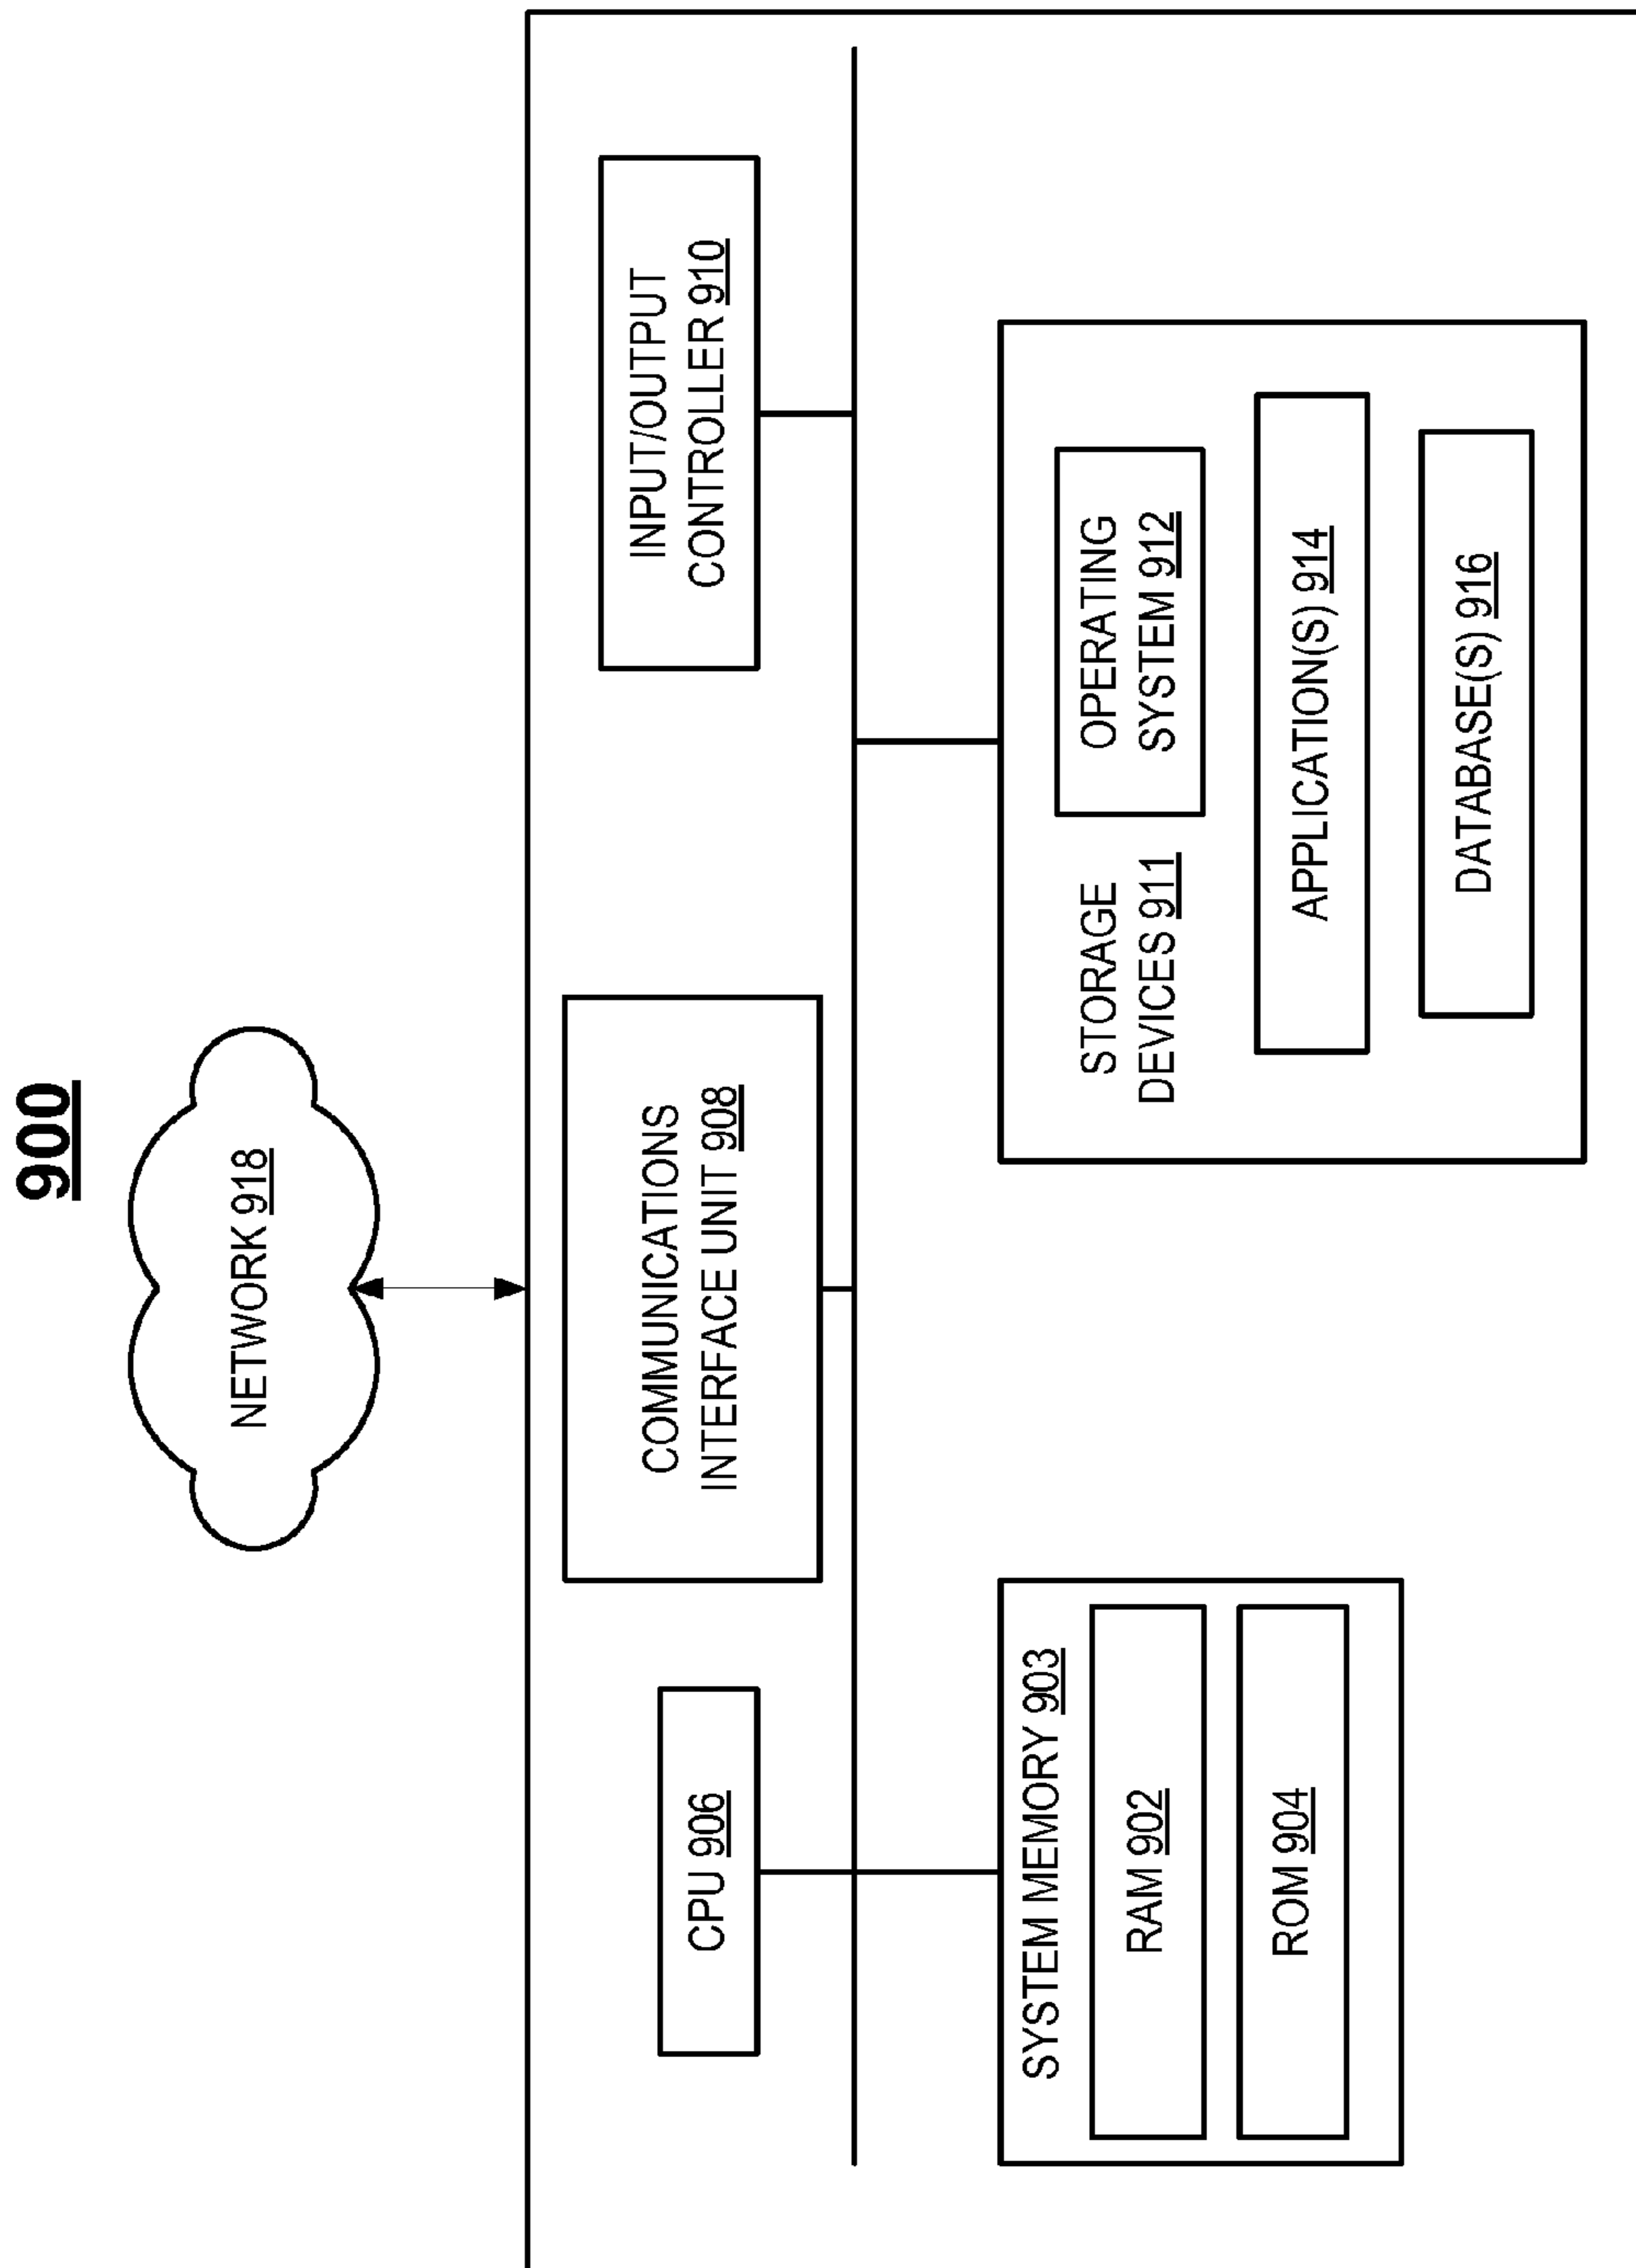 900
NETWORK 918
CPU 906
COMMUNICATIONS
INTERFACE UNIT 908
INPUT/OUTPUT
CONTROLLER 910
SYSTEM MEMORY 903
RAM 902
ROM 904
STORAGE
DEVICES 911
OPERATING
SYSTEM 912
APPLICATION(S) 914
DATABASE(S) 916